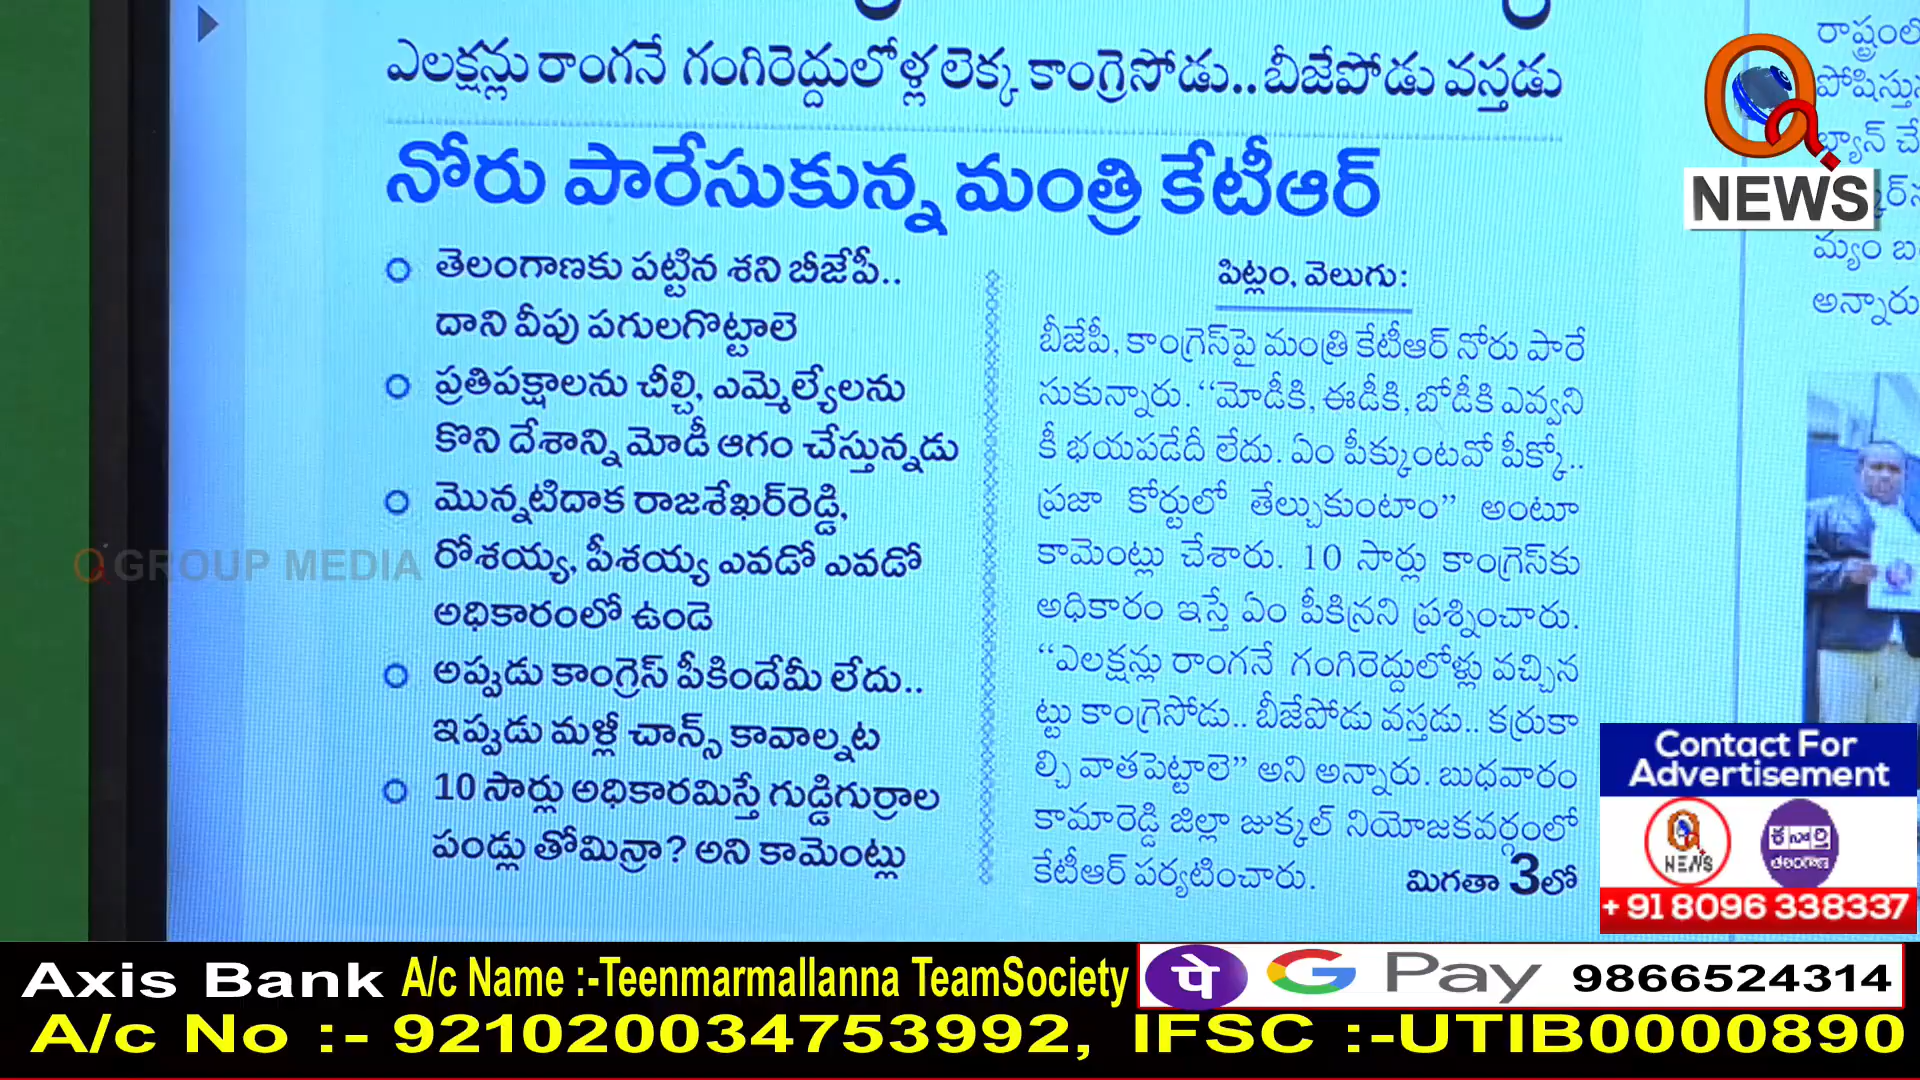 ఎలక్షన్లు రాంగనే గంగిరెద్దులోళ్ల లెక్క కాంగ్రెసోడు..బీజేపోడు వస్తడు
నోరు పారేసుకున్న మంత్రి కేటీఆర్
తెలంగాణకు పట్టిన శని బీజేపీ..
దాని వీపు పగులగొట్టాలె
ప్రతిపక్షాలను చీల్చి, ఎమ్మెల్యేలను
కొని దేశాన్ని మోడీ ఆగం చేస్తున్నడు
మొన్నటిదాక రాజశేఖర్‌రెడ్డి,
రోశయ్య, పీశయ్య ఎవడో ఎవడో
అధికారంలో ఉండె
అప్పుడు కాంగ్రెస్ పీకిందేమీ లేదు..
ఇప్పుడు మళ్లీ చాన్స్ కావాల్నట
10 సార్లు అధికారమిస్తే గుడ్డిగుర్రాల
పండ్లు తోమిన్రా? అని కామెంట్లు
పిట్లం, వెలుగు:
బీజేపీ, కాంగ్రెస్‌పై మంత్రి కేటీఆర్ నోరు పారే
సుకున్నారు. “మోడీకి, ఈడీకి, బోడీకి ఎవ్వని
కీ భయపడేదీ లేదు. ఏం పీక్కుంటవో పీక్కో..
ప్రజా కోర్టులో తేల్చుకుంటాం” అంటూ
కామెంట్లు చేశారు. 10 సార్లు కాంగ్రెస్‌కు
అధికారం ఇస్తే ఏం పీకిన్రని ప్రశ్నించారు.
“ఎలక్షన్లు రాంగనే గంగిరెద్దులోళ్లు వచ్చిన
ట్టు కాంగ్రెసోడు.. బీజేపోడు వస్తడు.. కర్రుకా
ల్చి వాతపెట్టాలె” అని అన్నారు. బుధవారం
కామారెడ్డి జిల్లా జుక్కల్ నియోజకవర్గంలో
కేటీఆర్ పర్యటించారు. మిగతా 3లో
రాష్ట్రంలో
పోషిస్తు
అన్నారు
Q
NEWS
Q GROUP MEDIA
Contact For
Advertisement
Q NEWS
శనార్తి
తెలంగాణ
+ 91 8096 338337
Axis Bank A/c Name :-Teenmarmallanna TeamSociety
पे G Pay 9866524314
A/c No :- 921020034753992, IFSC :-UTIB0000890